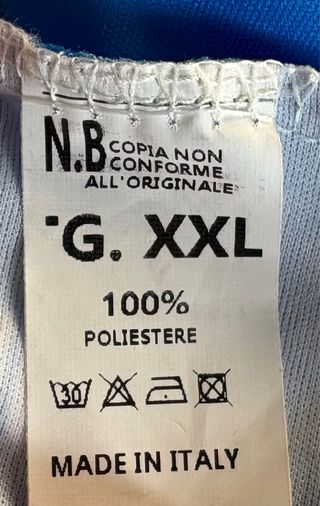 N.B COPIA NON
CONFORME
ALL'ORIGINALE
G. XXL
100%
POLIESTERE
30
MADE IN ITALY